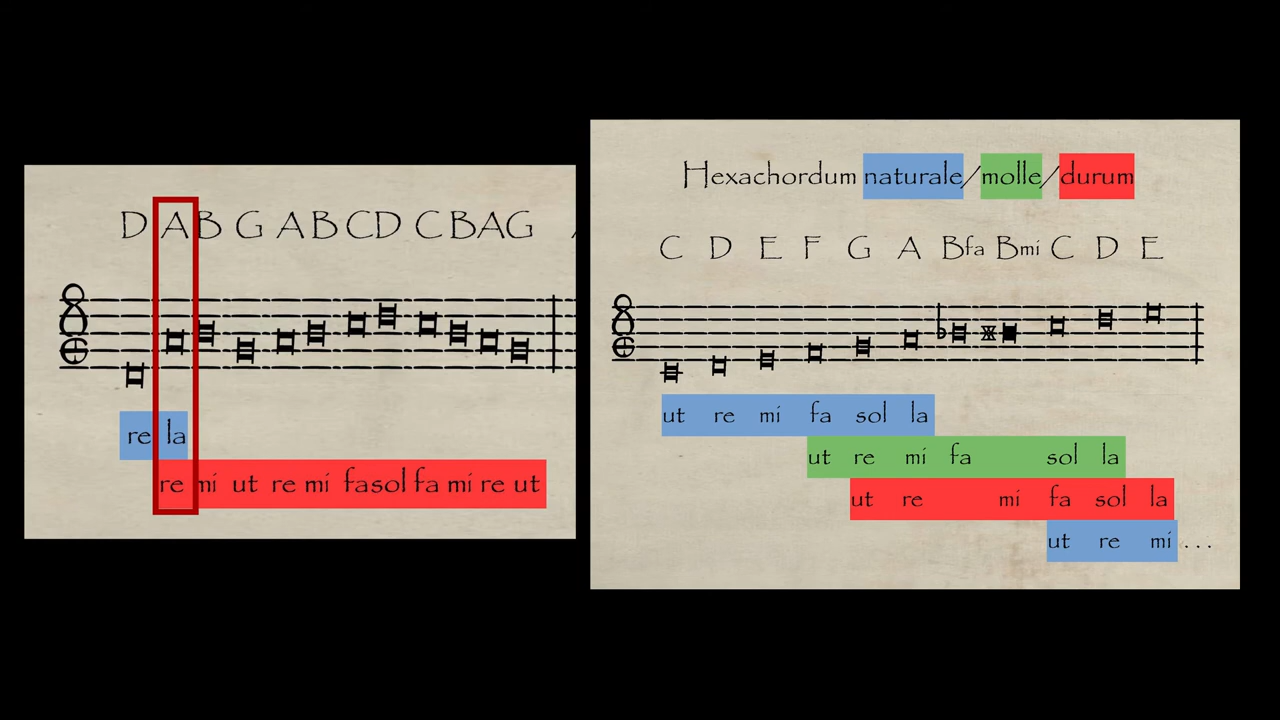 D A B G A B C D C B A G
re la
re mi ut re mi fa sol fa mi re ut
Hexachordum naturale/molle/durum
C D E F G A Bfa Bmi C D E
ut re mi fa sol la
ut re mi fa sol la
ut re mi fa sol la
ut re mi ...